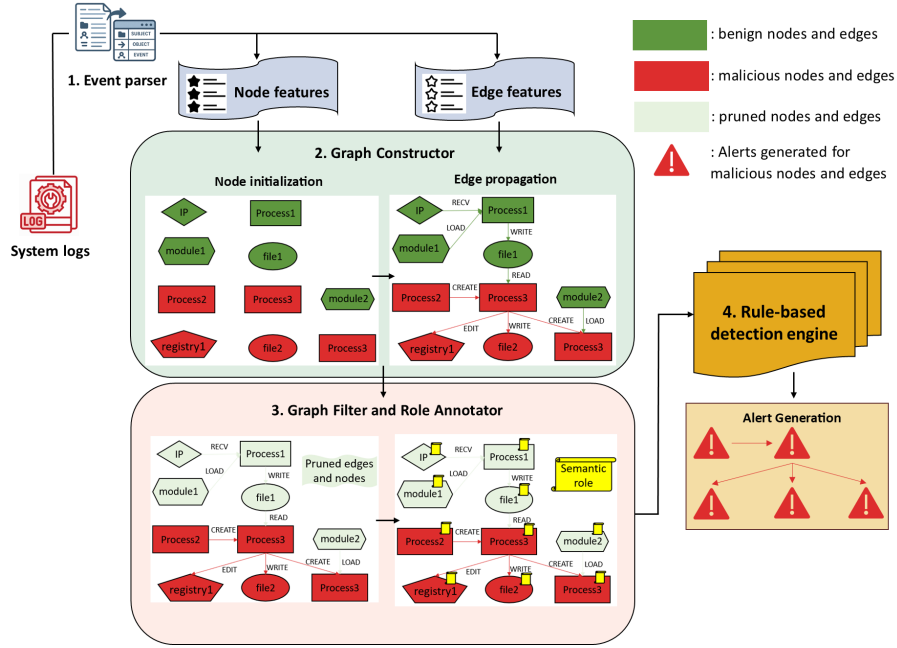 SUBJECT
OBJECT
EVENT
1. Event parser
Node features
Edge features
: benign nodes and edges
: malicious nodes and edges
: pruned nodes and edges
: Alerts generated for
malicious nodes and edges
LOG
System logs
2. Graph Constructor
Node initialization
IP
Process1
module1
file1
Process2
Process3
module2
registry1
file2
Process3
Edge propagation
IP
RECV
Process1
LOAD
module1
WRITE
file1
READ
Process2
CREATE
Process3
module2
EDIT
WRITE
CREATE
LOAD
registry1
file2
Process3
3. Graph Filter and Role Annotator
IP
RECV
Process1
LOAD
Pruned edges
and nodes
module1
WRITE
file1
READ
Process2
CREATE
Process3
module2
EDIT
WRITE
CREATE
LOAD
registry1
file2
Process3
IP
RECV
Process1
LOAD
Semantic
role
module1
WRITE
file1
READ
Process2
CREATE
Process3
module2
EDIT
WRITE
CREATE
LOAD
registry1
file2
Process3
4. Rule-based
detection engine
Alert Generation